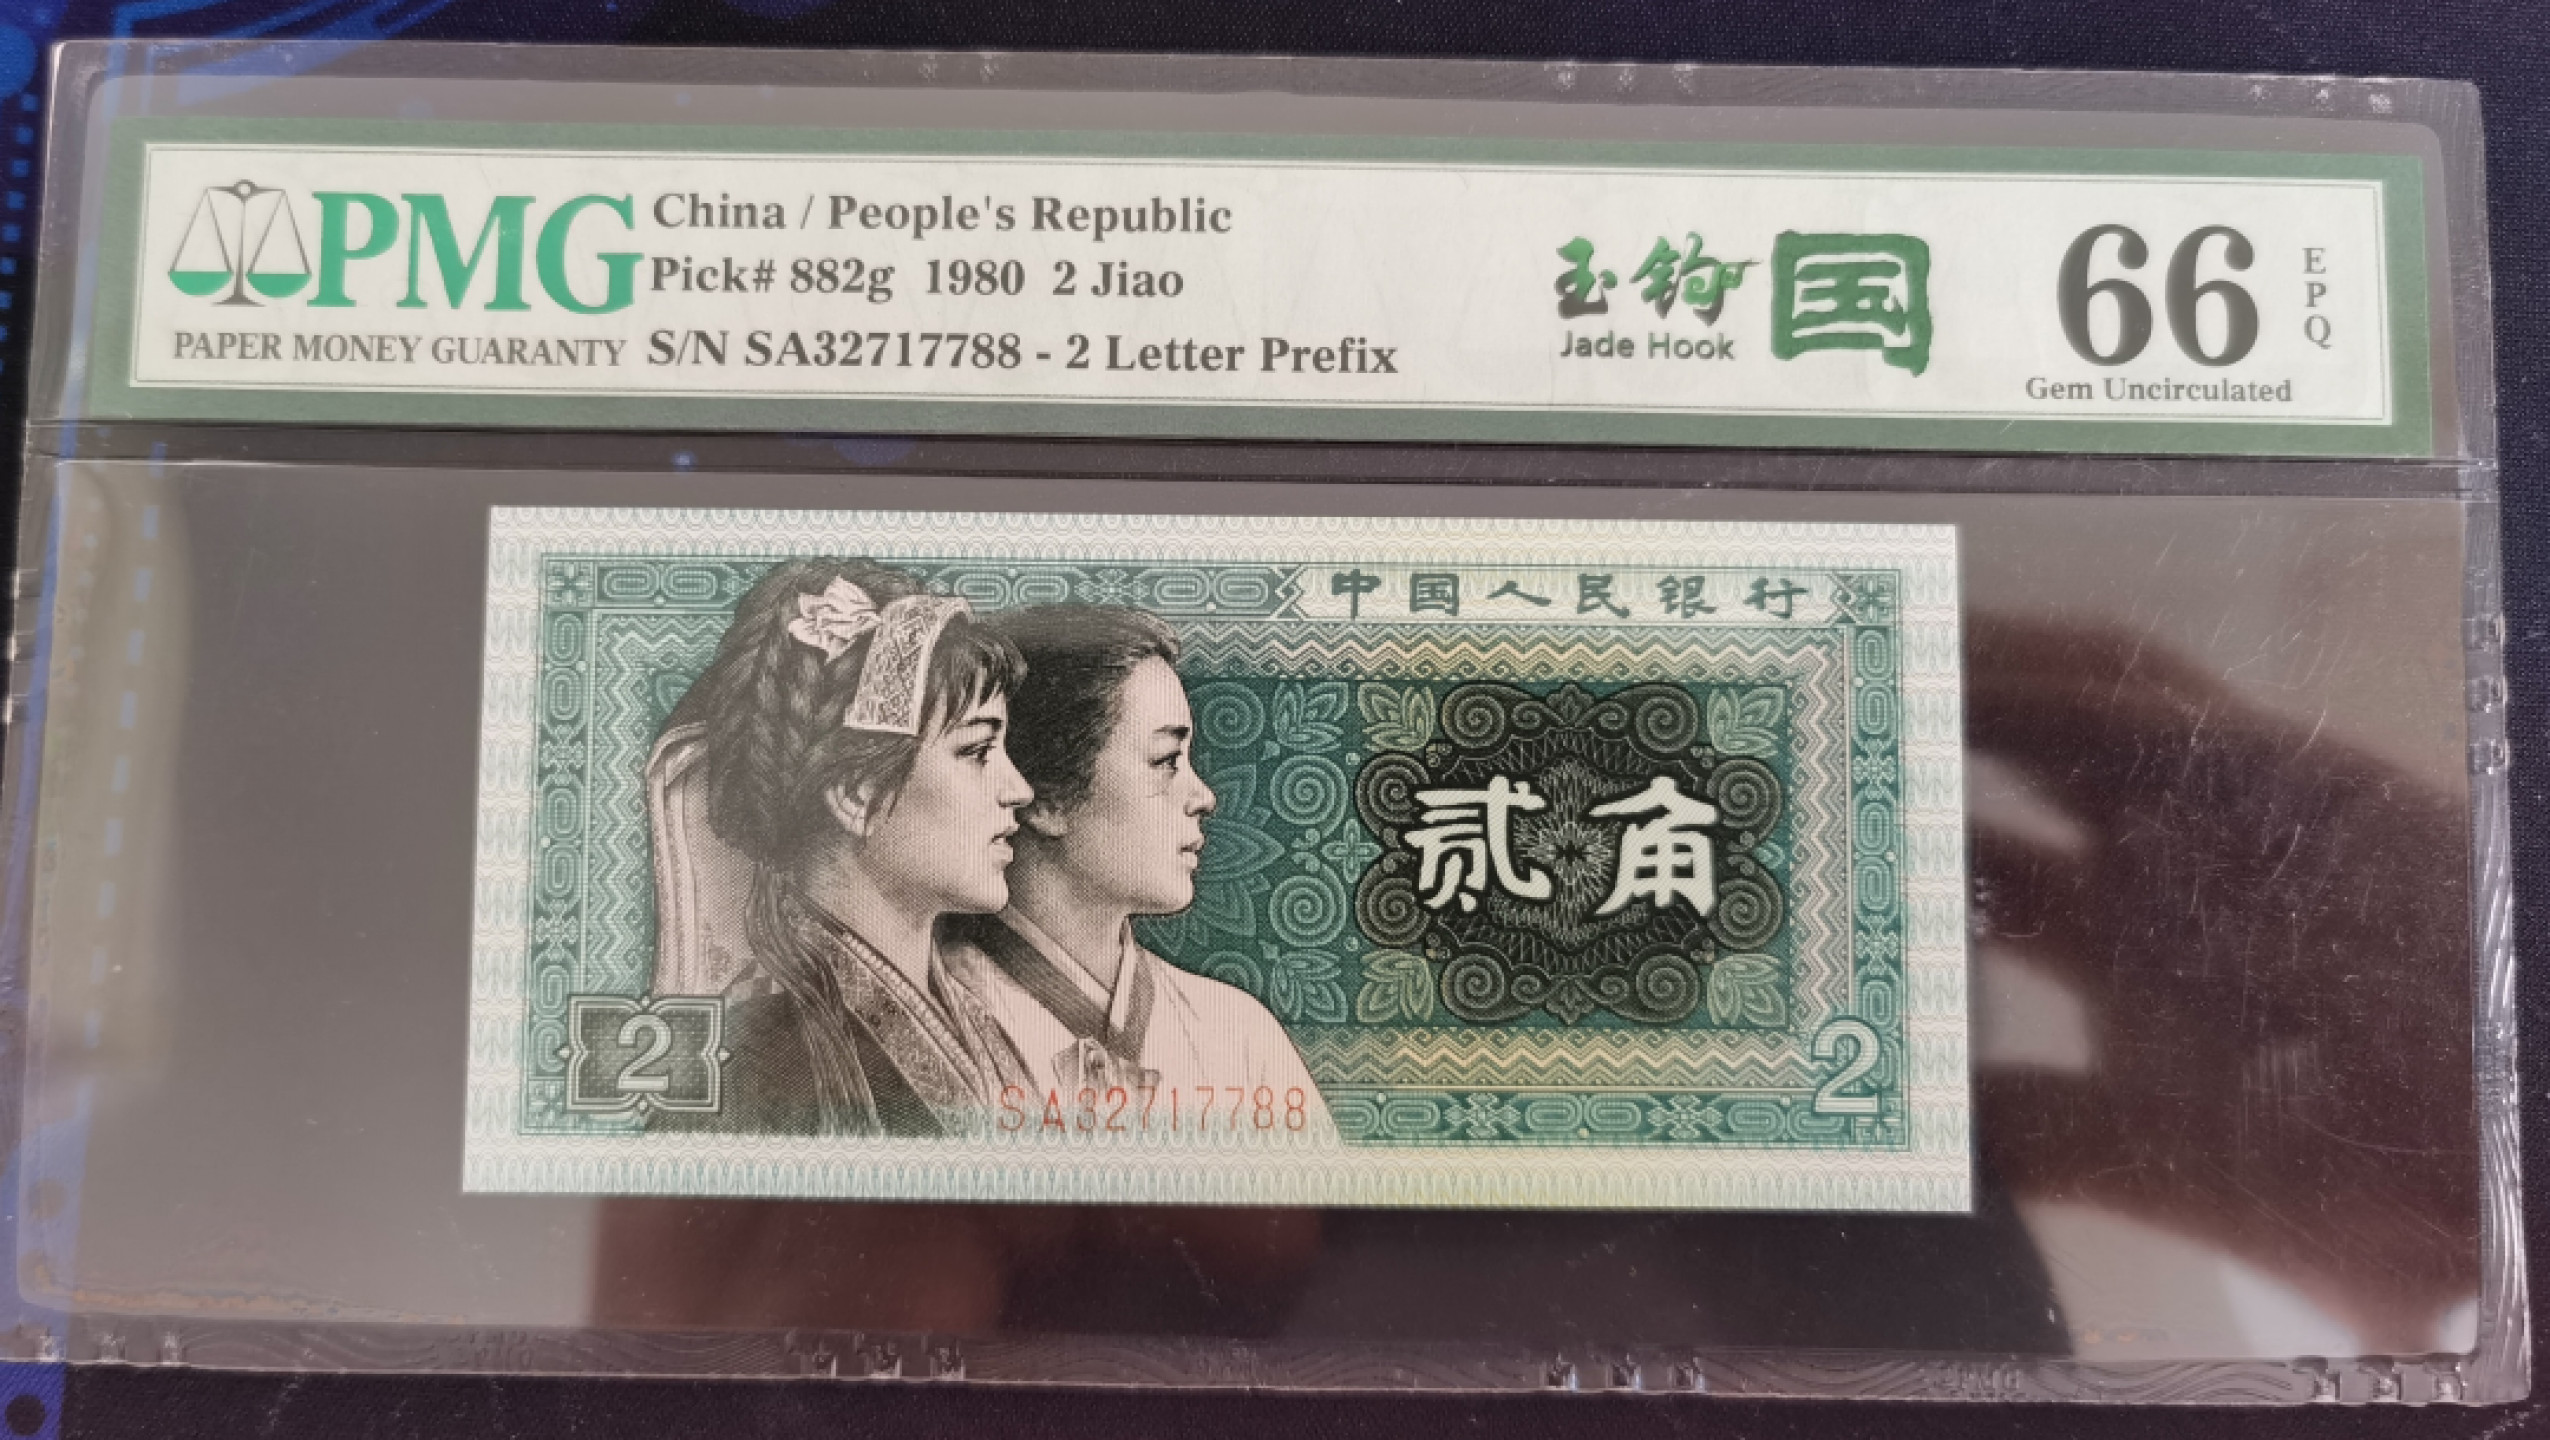 PMG
PAPER MONEY GUARANTY
China / People's Republic
Pick# 882g 1980 2 Jiao
S/N SA32717788 - 2 Letter Prefix
玉钩
Jade Hook
国
66
EPQ
Gem Uncirculated
中国人民银行
贰角
2
2
SA32717788